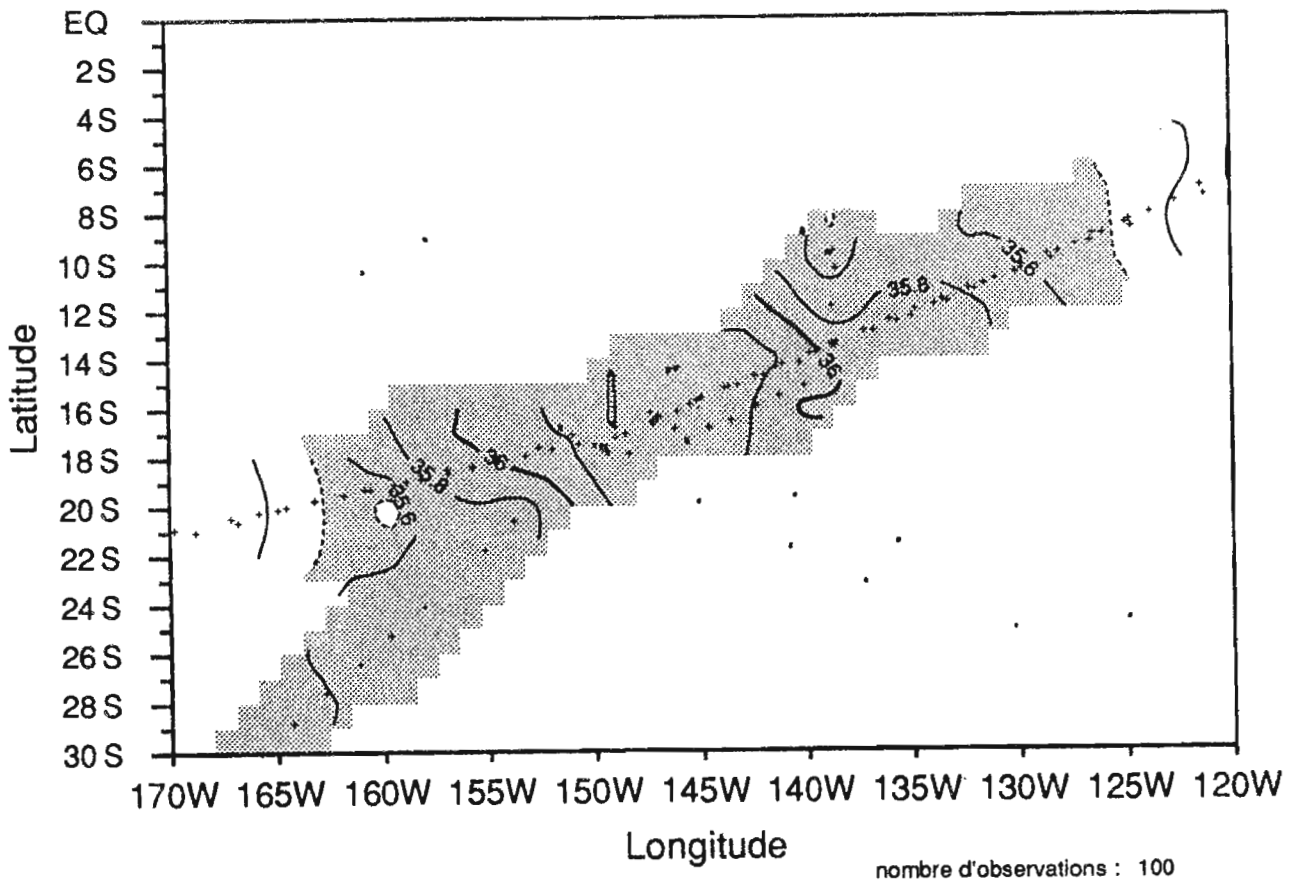 EQ
2S
4S
6S
8S
10S
12S
14S
16S
18S
20S
22S
24S
26S
28S
30S
Latitude
35.6
35.8
36
36
35.8
35.6
170W 165W 160W 155W 150W 145W 140W 135W 130W 125W 120W
Longitude
nombre d'observations : 100